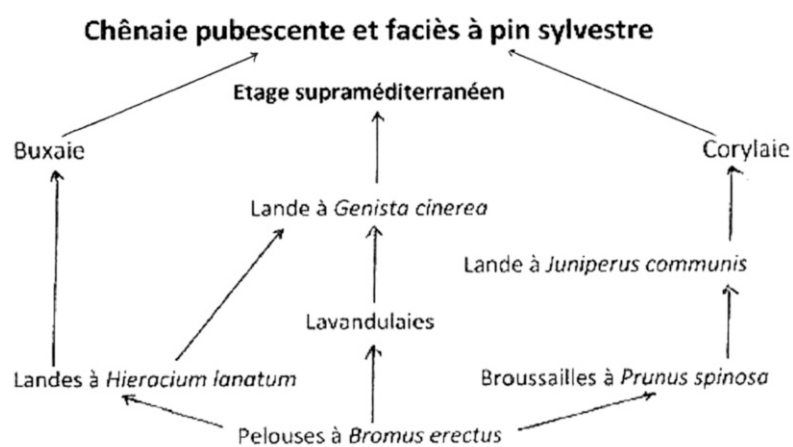 Chênaie pubescente et faciès à pin sylvestre
Etage supraméditerranéen
Buxaie
Corylaie
Lande à Genista cinerea
Lande à Juniperus communis
Lavandulaies
Landes à Hieracium lanatum
Broussailles à Prunus spinosa
Pelouses à Bromus erectus